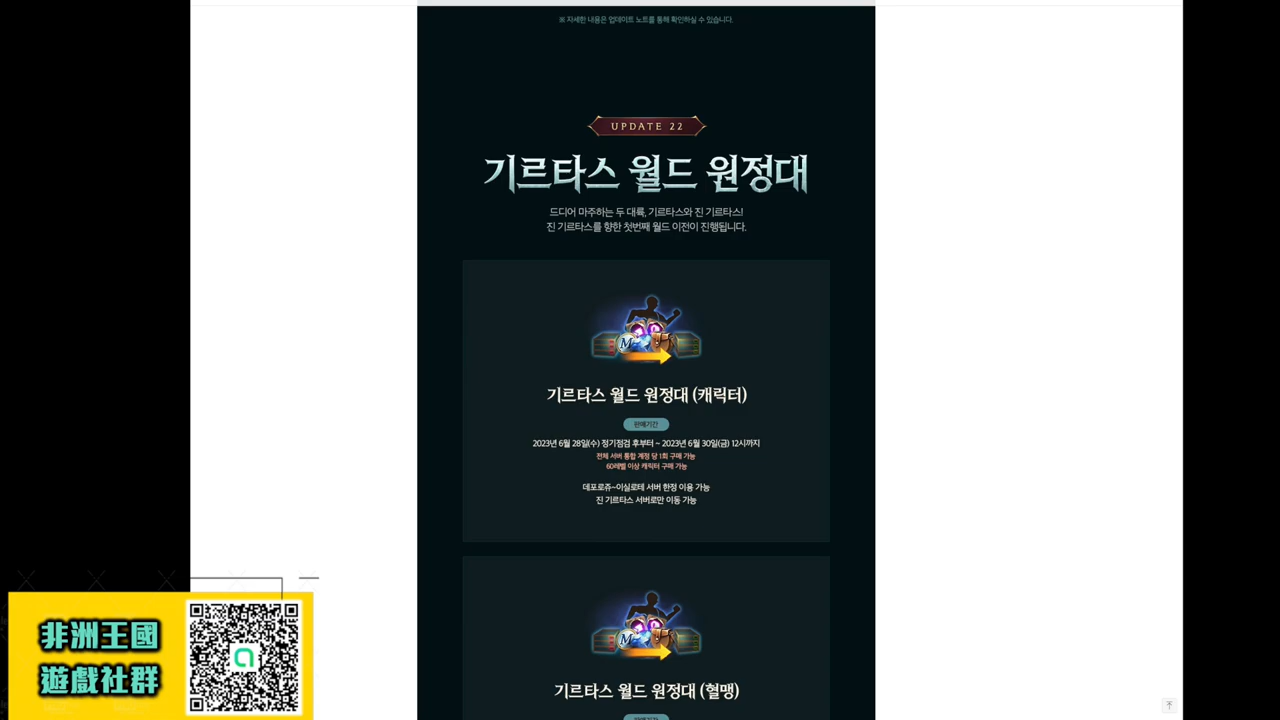 ※ 자세한 내용은 업데이트 노트를 통해 확인하실 수 있습니다.
UPDATE 22
기르타스 월드 원정대
드디어 마주하는 두 대륙, 기르타스와 진 기르타스!
진 기르타스를 향한 첫번째 월드 이전이 진행됩니다.
M
기르타스 월드 원정대 (캐릭터)
판매기간
2023년 6월 28일(수) 정기점검 후부터 ~ 2023년 6월 30일(금) 12시까지
전체 서버 통합 계정 당 1회 구매 가능
60레벨 이상 캐릭터 구매 가능
데포로쥬~이실로테 서버 한정 이용 가능
진 기르타스 서버로만 이동 가능
M
기르타스 월드 원정대 (혈맹)
판매기간
非洲王國
遊戲社群